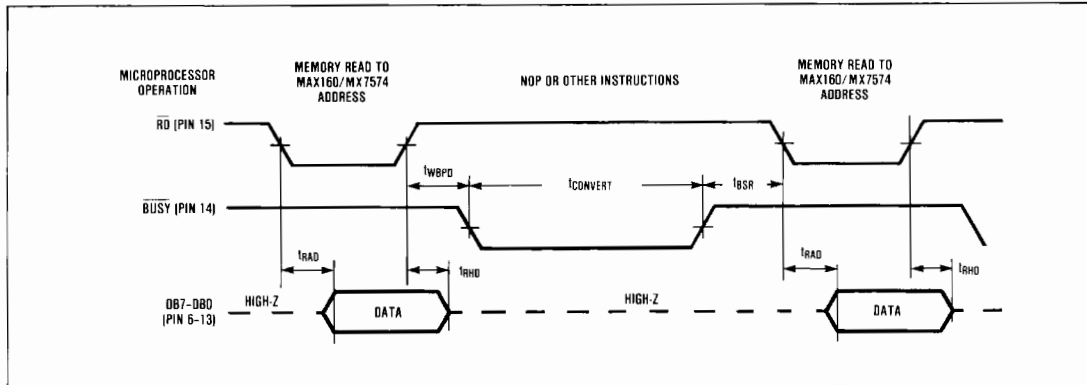 MICROPROCESSOR
OPERATION
MEMORY READ TO
MAX160/MX7574
ADDRESS
NOP OR OTHER INSTRUCTIONS
MEMORY READ TO
MAX160/MX7574
ADDRESS
RD (PIN 15)
tWBPD
tCONVERT
tBSR
BUSY (PIN 14)
tRAD
tRHD
tRAD
tRHD
DB7-DB0
(PIN 6-13)
HIGH-Z
DATA
HIGH-Z
DATA